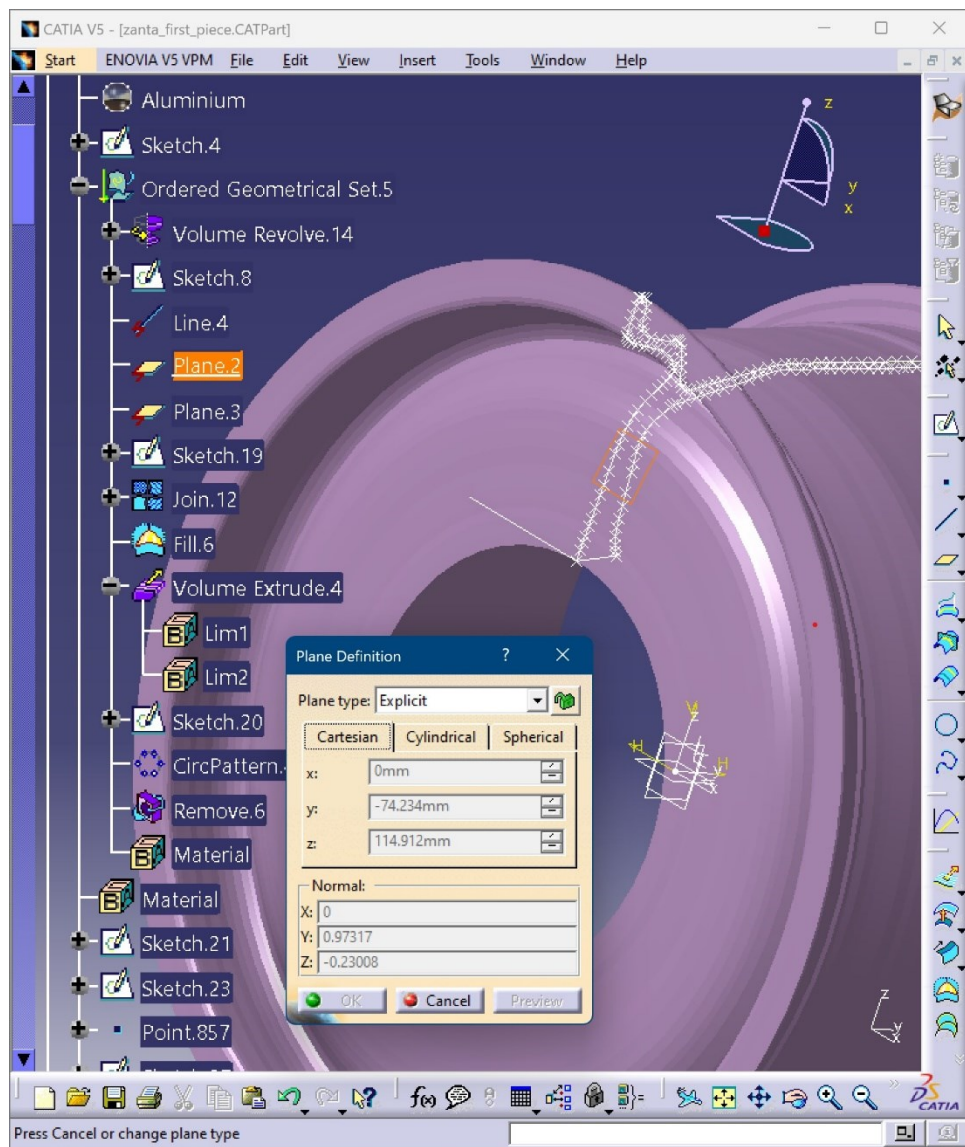 CATIA V5 - [zanta_first_piece.CATPart]
Start ENOVIA V5 VPM File Edit View Insert Tools Window Help
Aluminium
Sketch.4
Ordered Geometrical Set.5
Volume Revolve.14
Sketch.8
Line.4
Plane.2
Plane.3
Sketch.19
Join.12
Fill.6
Volume Extrude.4
Lim1
Lim2
Sketch.20
CircPattern.
Remove.6
Material
Material
Sketch.21
Sketch.23
Point.857
z
y
x
Plane Definition ? X
Plane type: Explicit
Cartesian Cylindrical Spherical
x: 0mm
y: -74.234mm
z: 114.912mm
Normal:
X: 0
Y: 0.97317
Z: -0.23008
OK Cancel Preview
V
z
H
H
y
z
y
x
f(x)
CATIA
Press Cancel or change plane type